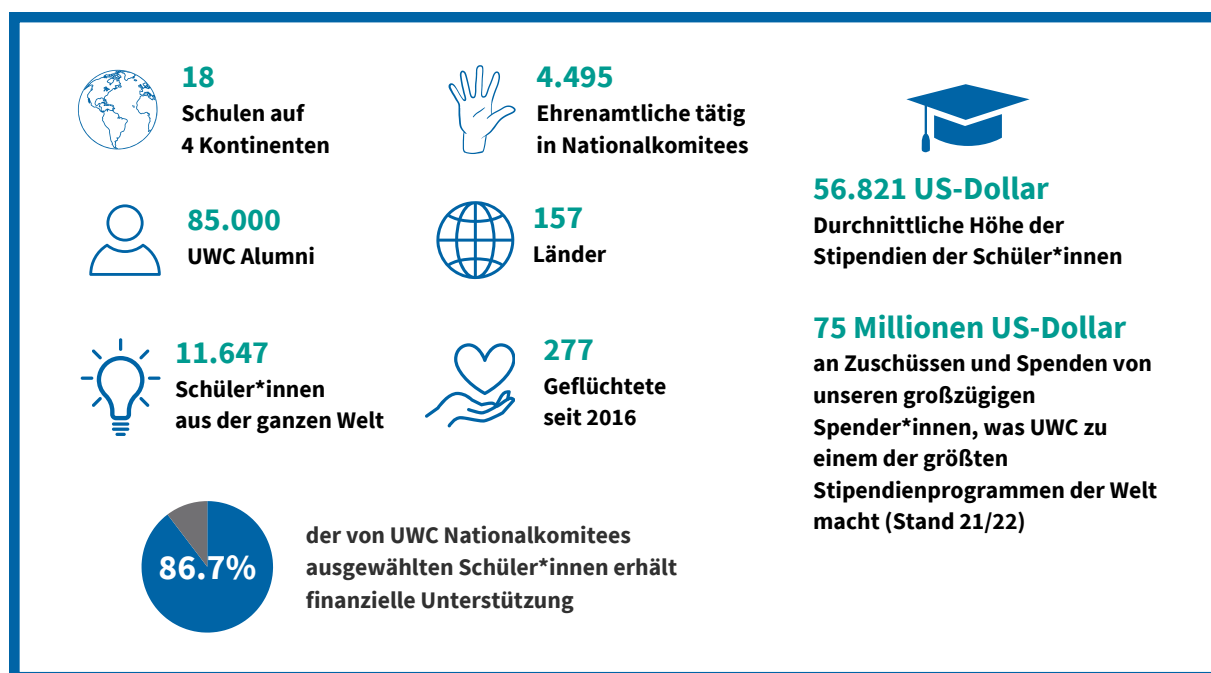 18
Schulen auf
4 Kontinenten
4.495
Ehrenamtliche tätig
in Nationalkomitees
85.000
UWC Alumni
157
Länder
11.647
Schüler*innen
aus der ganzen Welt
277
Geflüchtete
seit 2016
86.7%
der von UWC Nationalkomitees
ausgewählten Schüler*innen erhält
finanzielle Unterstützung
56.821 US-Dollar
Durchnittliche Höhe der
Stipendien der Schüler*innen
75 Millionen US-Dollar
an Zuschüssen und Spenden von
unseren großzügigen
Spender*innen, was UWC zu
einem der größten
Stipendienprogrammen der Welt
macht (Stand 21/22)